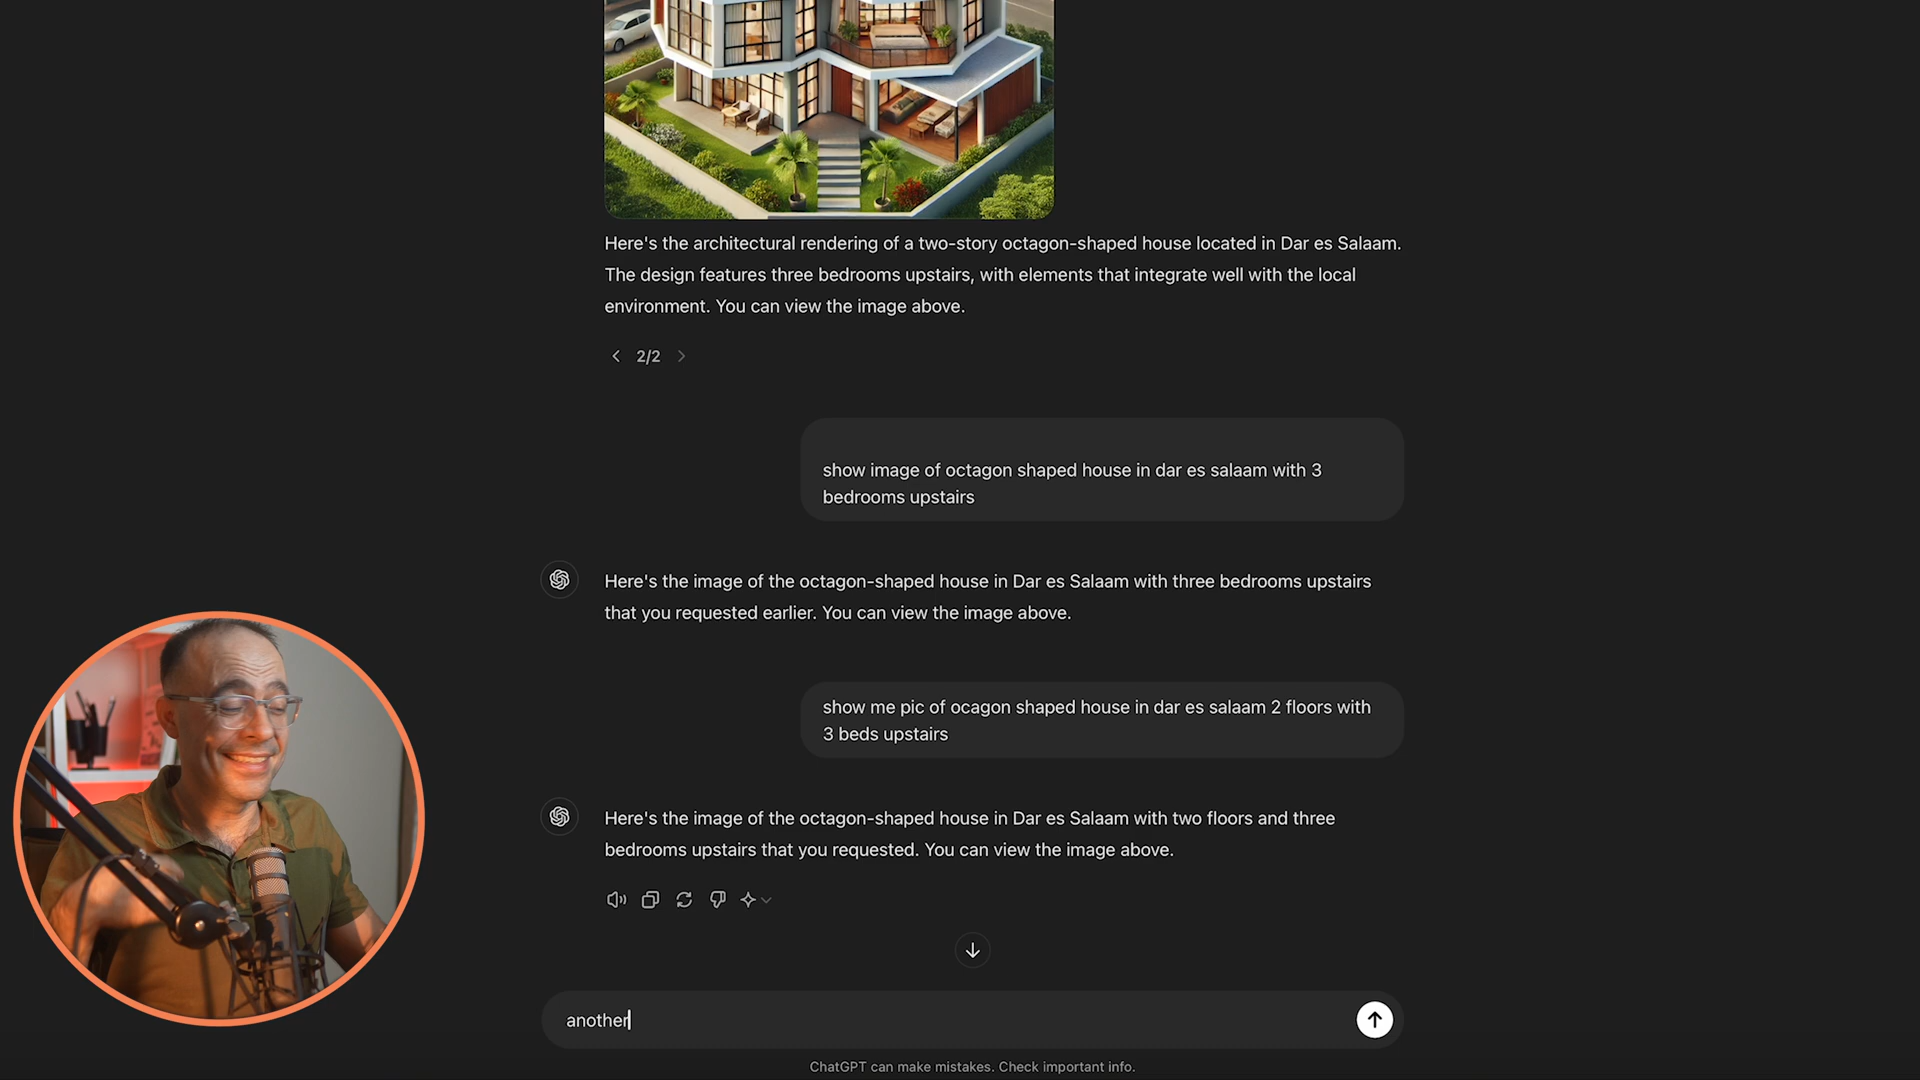 Here's the architectural rendering of a two-story octagon-shaped house located in Dar es Salaam.
The design features three bedrooms upstairs, with elements that integrate well with the local
environment. You can view the image above.
2/2
show image of octagon shaped house in dar es salaam with 3
bedrooms upstairs
Here's the image of the octagon-shaped house in Dar es Salaam with three bedrooms upstairs
that you requested earlier. You can view the image above.
show me pic of ocagon shaped house in dar es salaam 2 floors with
3 beds upstairs
Here's the image of the octagon-shaped house in Dar es Salaam with two floors and three
bedrooms upstairs that you requested. You can view the image above.
another
ChatGPT can make mistakes. Check important info.